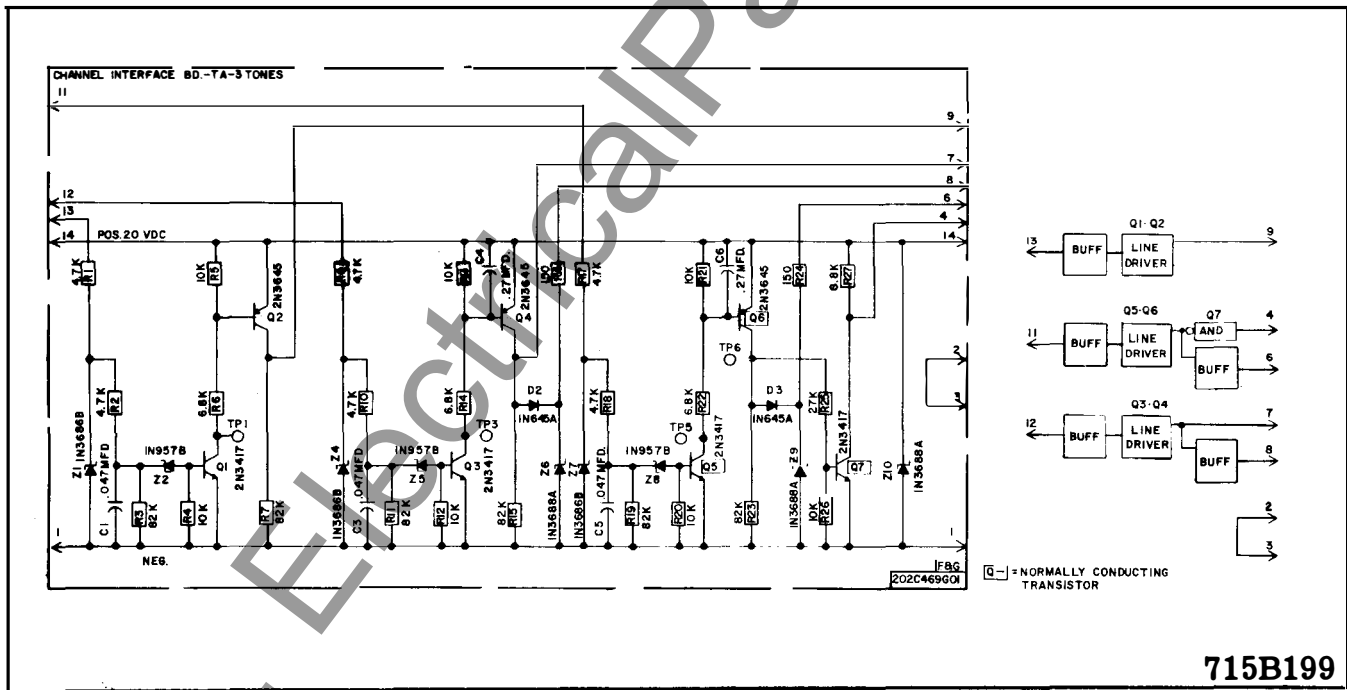 CHANNEL INTERFACE BD.-TA-3 TONES
11
9
7
8
12
6
13
4
14 POS. 20 VDC
14
4.7K R1
10K R5
2N3645
Q2
4.7K
10K
C4
.27MFD.
2N3645
Q4
150
4.7K
10K R21
C6
.27MFD.
2N3645
Q6
150 R24
6.8K R27
TP6
2
4.7K R2
6.8K R6
TP1
4.7K R10
6.8K R14
TP3
D2
IN645A
4.7K R18
6.8K R22
TP5
D3
IN645A
27K R25
2N3417
Z1 IN3686B
.047MFD.
C1
IN957B
Z2
R3
82K
R4
10K
Q1
2N3417
R7
82K
Z4
IN3686B
.047MFD.
C3
IN957B
Z5
R11
82K
R12
10K
Q3
2N3417
82K R15
Z6
IN3688A
Z7
IN3686B
.047MFD.
C5
IN957B
Z8
R19
82K
R20
10K
Q5
2N3417
82K R23
Z9
IN3688A
10K R26
Q7
Z10
IN3688A
1
NEG.
1
F8G
202C469G01
13
BUFF
Q1-Q2
LINE
DRIVER
9
11
BUFF
Q5-Q6
LINE
DRIVER
Q7
AND
4
BUFF
6
12
BUFF
Q3-Q4
LINE
DRIVER
7
BUFF
8
2
3
Q- = NORMALLY CONDUCTING
TRANSISTOR
715B199